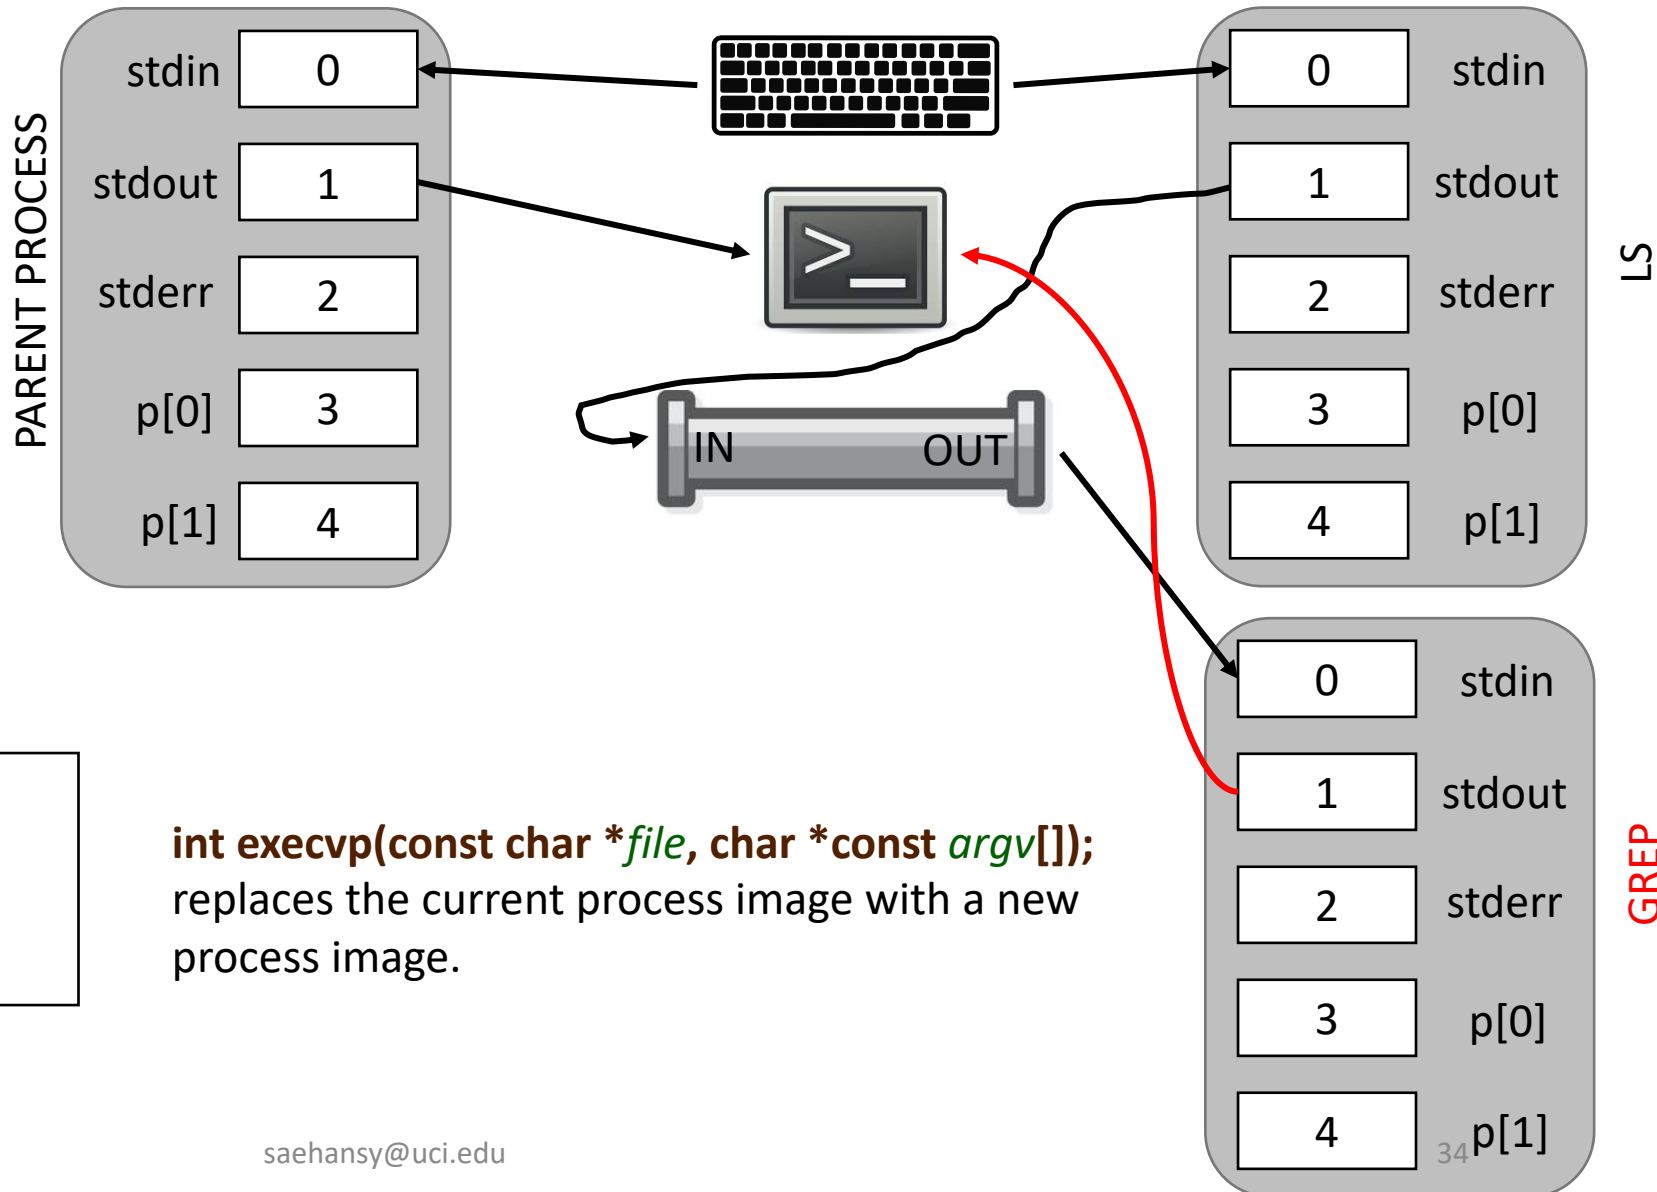 PARENT PROCESS
stdin 0
stdout 1
stderr 2
p[0] 3
p[1] 4
>_
IN OUT
0 stdin
1 stdout
2 stderr
3 p[0]
4 p[1]
LS
0 stdin
1 stdout
2 stderr
3 p[0]
4 p[1]
GREP
int execvp(const char *file, char *const argv[]);
replaces the current process image with a new
process image.
saehansy@uci.edu
34